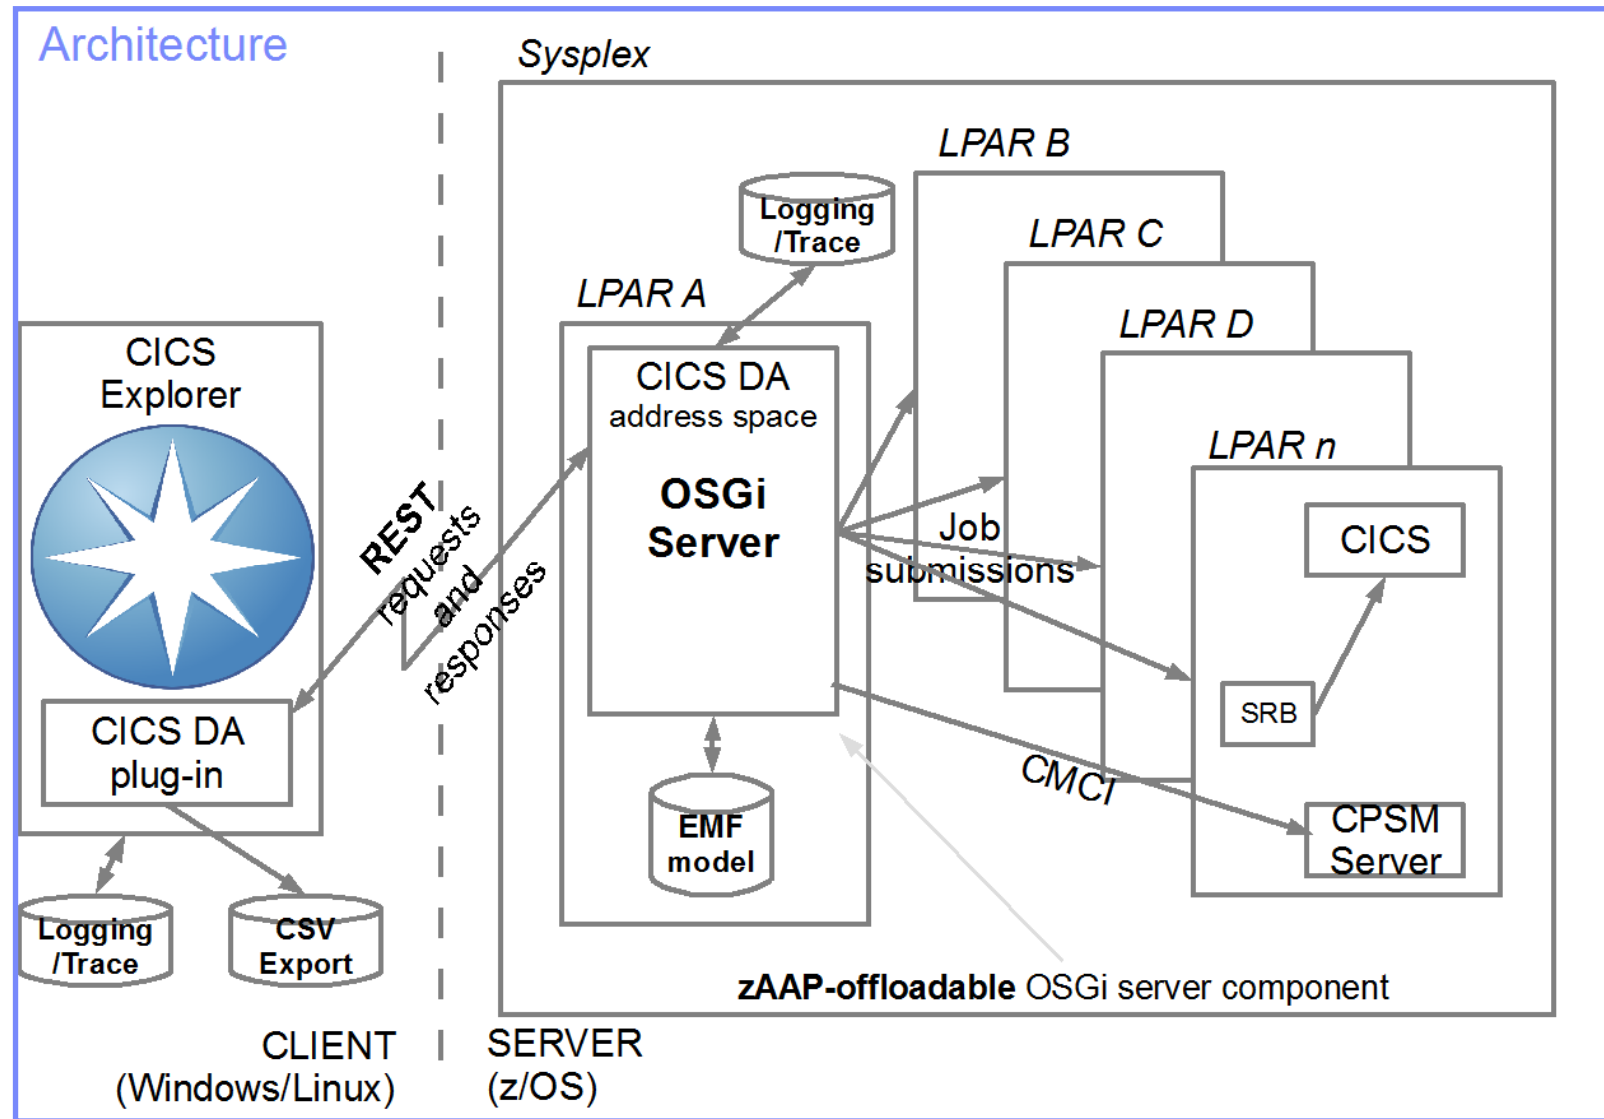 Architecture
Sysplex
LPAR B
Logging
/Trace
LPAR C
LPAR A
LPAR D
CICS
Explorer
CICS DA
address space
LPAR n
OSGi
Server
REST
requests
and
responses
Job
submissions
CICS
SRB
CICS DA
plug-in
CMCI
EMF
model
CPSM
Server
Logging
/Trace
CSV
Export
zAAP-offloadable OSGi server component
CLIENT
(Windows/Linux)
SERVER
(z/OS)